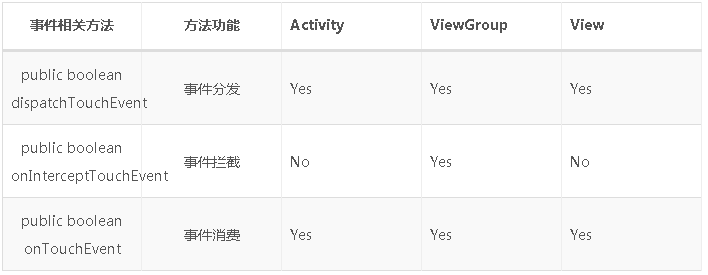 事件相关方法 方法功能 Activity ViewGroup View
public boolean
dispatchTouchEvent 事件分发 Yes Yes Yes
public boolean
onInterceptTouchEvent 事件拦截 No Yes No
public boolean
onTouchEvent 事件消费 Yes Yes Yes